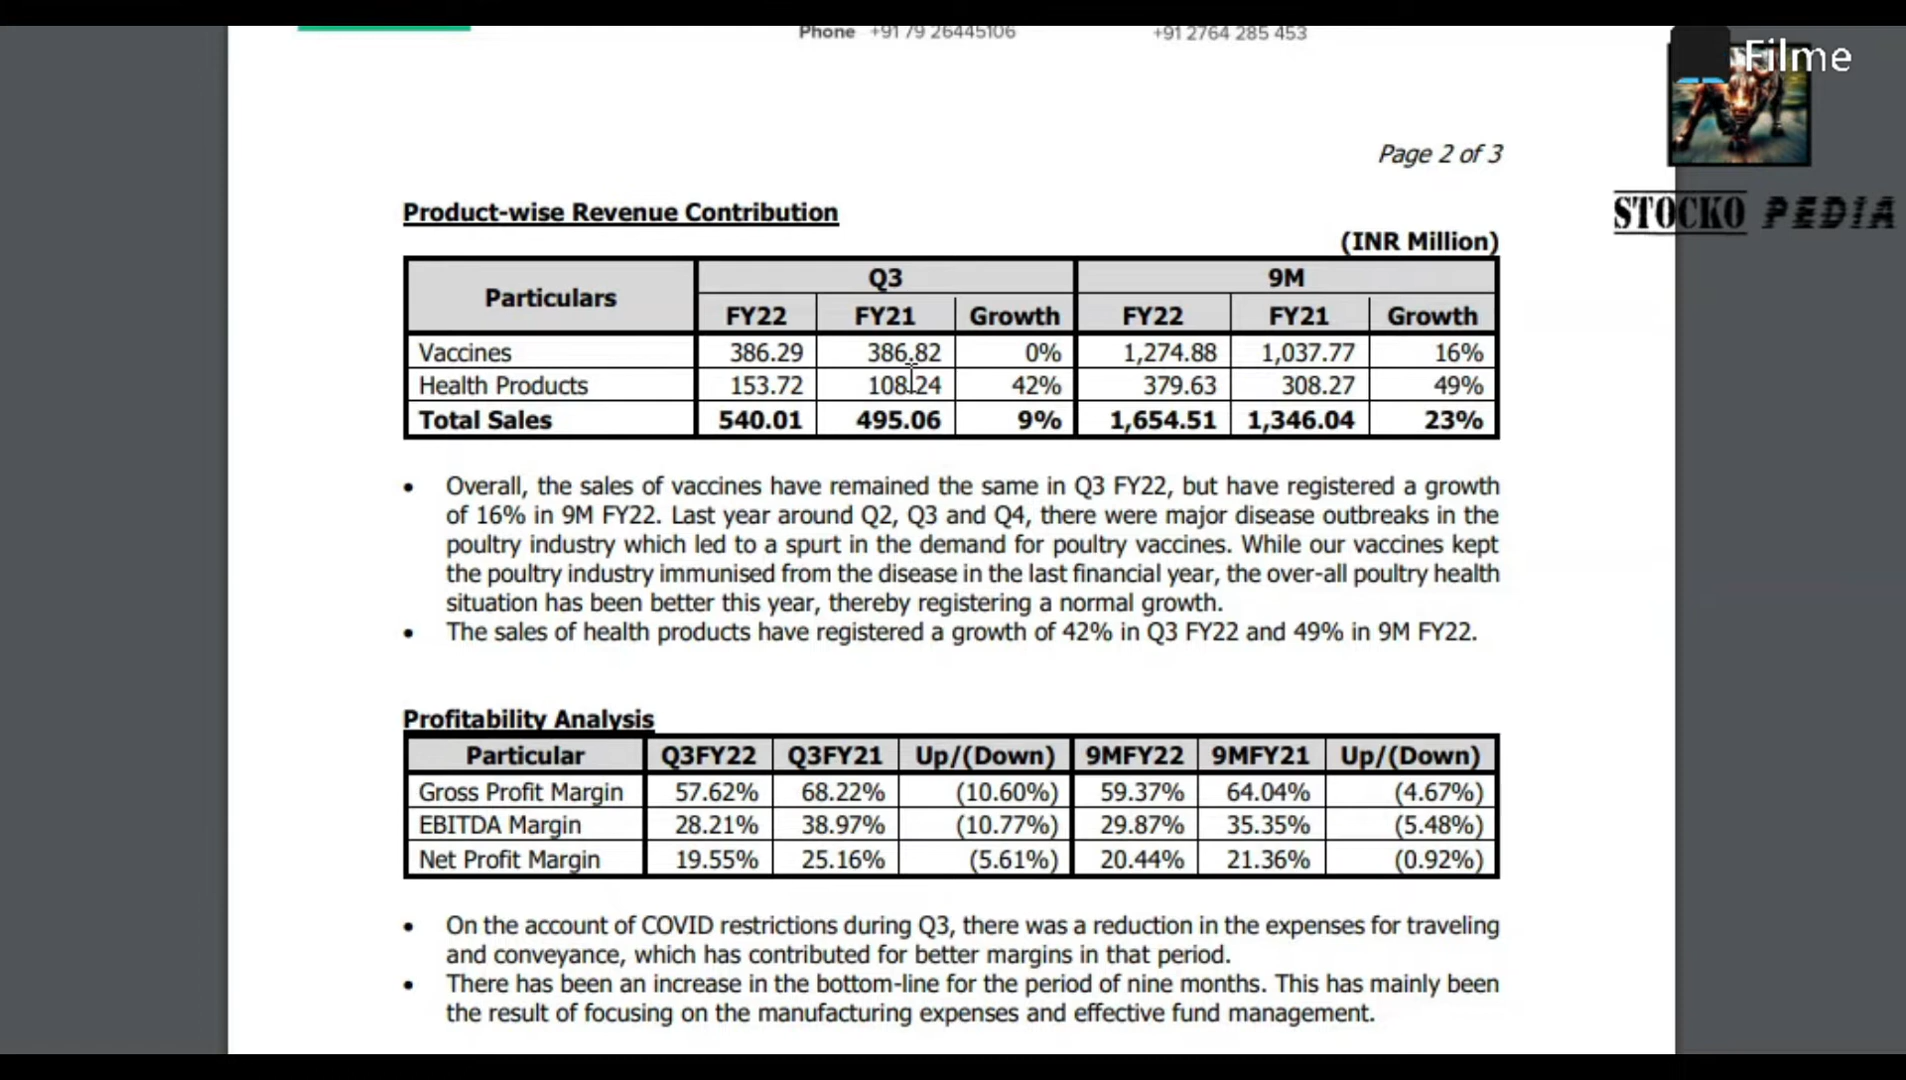 Phone +91 79 26445106 +91 2764 285 453
Filme
Page 2 of 3
STOCKO PEDIA
Product-wise Revenue Contribution
(INR Million)
Particulars Q3 9M
FY22 FY21 Growth FY22 FY21 Growth
Vaccines 386.29 386.82 0% 1,274.88 1,037.77 16%
Health Products 153.72 108.24 42% 379.63 308.27 49%
Total Sales 540.01 495.06 9% 1,654.51 1,346.04 23%
• Overall, the sales of vaccines have remained the same in Q3 FY22, but have registered a growth
of 16% in 9M FY22. Last year around Q2, Q3 and Q4, there were major disease outbreaks in the
poultry industry which led to a spurt in the demand for poultry vaccines. While our vaccines kept
the poultry industry immunised from the disease in the last financial year, the over-all poultry health
situation has been better this year, thereby registering a normal growth.
• The sales of health products have registered a growth of 42% in Q3 FY22 and 49% in 9M FY22.
Profitability Analysis
Particular Q3FY22 Q3FY21 Up/(Down) 9MFY22 9MFY21 Up/(Down)
Gross Profit Margin 57.62% 68.22% (10.60%) 59.37% 64.04% (4.67%)
EBITDA Margin 28.21% 38.97% (10.77%) 29.87% 35.35% (5.48%)
Net Profit Margin 19.55% 25.16% (5.61%) 20.44% 21.36% (0.92%)
• On the account of COVID restrictions during Q3, there was a reduction in the expenses for traveling
and conveyance, which has contributed for better margins in that period.
• There has been an increase in the bottom-line for the period of nine months. This has mainly been
the result of focusing on the manufacturing expenses and effective fund management.